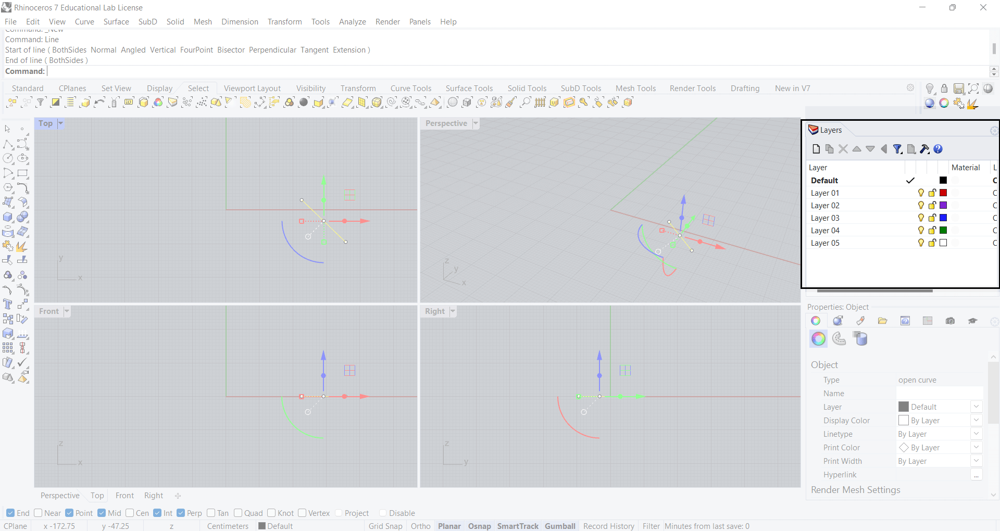 Rhinoceros 7 Educational Lab License
File Edit View Curve Surface SubD Solid Mesh Dimension Transform Tools Analyze Render Panels Help
Command: _New
Command: Line
Start of line ( BothSides Normal Angled Vertical FourPoint Bisector Perpendicular Tangent Extension )
End of line ( BothSides )
Command:
Standard CPlanes Set View Display Select Viewport Layout Visibility Transform Curve Tools Surface Tools Solid Tools SubD Tools Mesh Tools Render Tools Drafting New in V7
Top
Perspective
Layers
Layer Material L
Default C
Layer 01 C
Layer 02 C
Layer 03 C
Layer 04 C
Layer 05 C
y
x
z
y
x
Front
Right
z
x
z
y
Properties: Object
Object
Type open curve
Name
Layer Default
Display Color By Layer
Linetype By Layer
Print Color By Layer
Print Width By Layer
Hyperlink ...
Render Mesh Settings
Perspective Top Front Right
End Near Point Mid Cen Int Perp Tan Quad Knot Vertex Project Disable
CPlane x -172.75 y -47.25 z Centimeters Default Grid Snap Ortho Planar Osnap SmartTrack Gumball Record History Filter Minutes from last save: 0